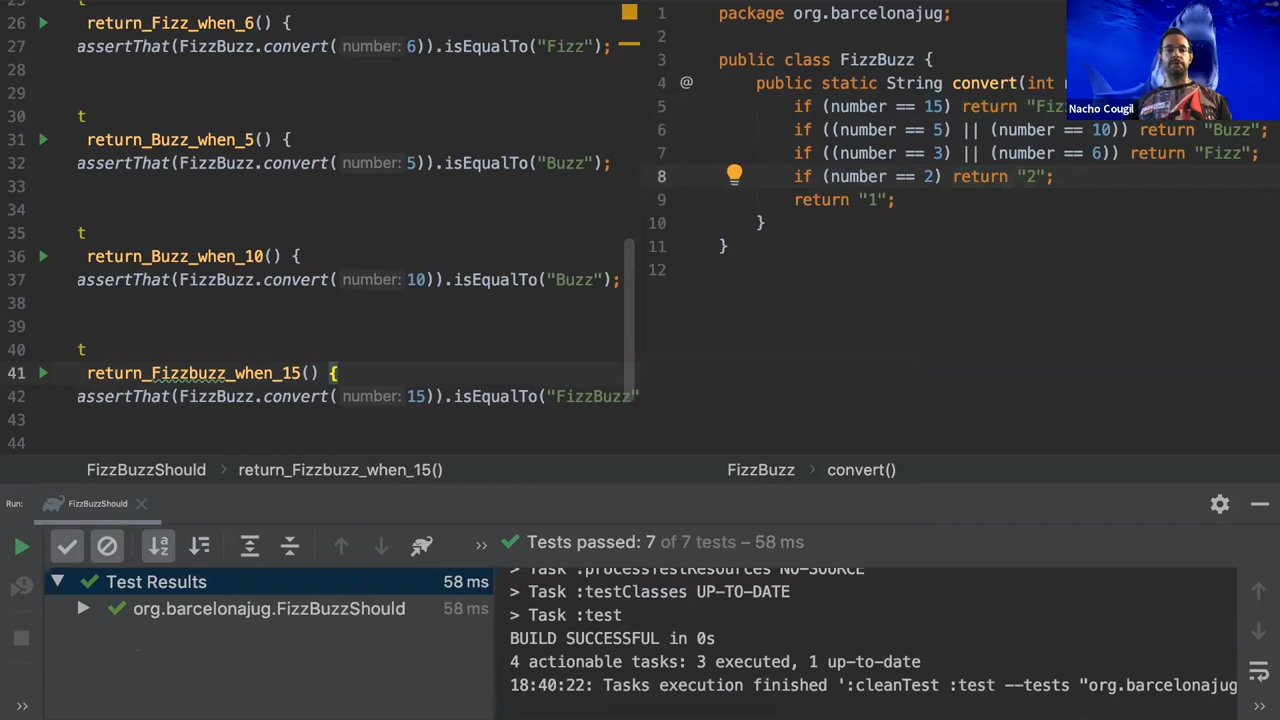 26 return_Fizz_when_6() {
27 assertThat(FizzBuzz.convert( number: 6)).isEqualTo("Fizz");
28
29
30 t
31 return_Buzz_when_5() {
32 assertThat(FizzBuzz.convert( number: 5)).isEqualTo("Buzz");
33
34
35 t
36 return_Buzz_when_10() {
37 assertThat(FizzBuzz.convert( number: 10)).isEqualTo("Buzz");
38
39
40 t
41 return_Fizzbuzz_when_15() {
42 assertThat(FizzBuzz.convert( number: 15)).isEqualTo("FizzBuzz"
43
44
FizzBuzzShould return_Fizzbuzz_when_15()
1 package org.barcelonajug;
2
3 public class FizzBuzz {
4 @ public static String convert(int
5 if (number == 15) return "Fiz
6 if ((number == 5) || (number == 10)) return "Buzz";
7 if ((number == 3) || (number == 6)) return "Fizz";
8 if (number == 2) return "2";
9 return "1";
10 }
11 }
12
FizzBuzz convert()
Nacho Cougil
Run: FizzBuzzShould
Tests passed: 7 of 7 tests – 58 ms
Test Results 58 ms
org.barcelonajug.FizzBuzzShould 58 ms
> Task :processTestResources NO-SOURCE
> Task :testClasses UP-TO-DATE
> Task :test
BUILD SUCCESSFUL in 0s
4 actionable tasks: 3 executed, 1 up-to-date
18:40:22: Tasks execution finished ':cleanTest :test --tests "org.barcelonajug